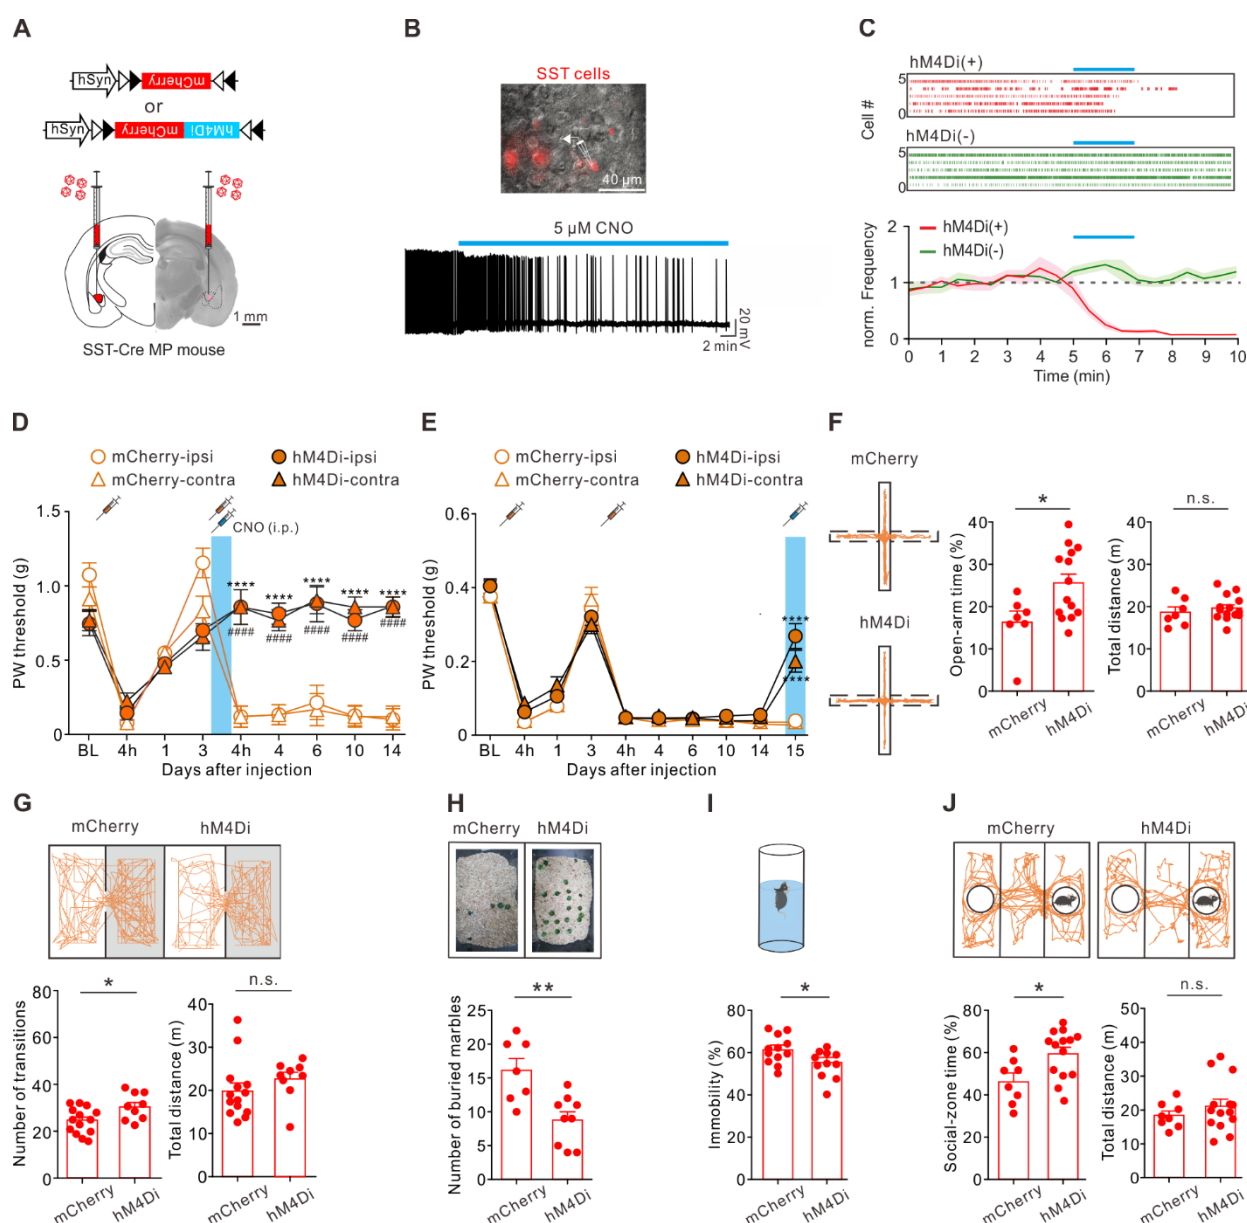 A
hSyn
mCherry
or
hSyn
mCherry
hM4Di
1 mm
SST-Cre MP mouse
B
SST cells
40 μm
5 μM CNO
20 mV
2 min
C
hM4Di(+)
5
0
Cell #
hM4Di(-)
5
0
hM4Di(+)
hM4Di(-)
norm. Frequency
2
1
0
0 1 2 3 4 5 6 7 8 9 10
Time (min)
D
mCherry-ipsi hM4Di-ipsi
mCherry-contra hM4Di-contra
CNO (i.p.)
PW threshold (g)
1.5
1.0
0.5
0
**** **** **** **** ****
#### #### #### #### ####
BL 4h 1 3 4h 4 6 10 14
Days after injection
E
mCherry-ipsi hM4Di-ipsi
mCherry-contra hM4Di-contra
PW threshold (g)
0.6
0.4
0.2
0
****
****
BL 4h 1 3 4h 4 6 10 14 15
Days after injection
F
mCherry
hM4Di
*
Open-arm time (%)
40
30
20
10
0
mCherry hM4Di
n.s.
Total distance (m)
40
30
20
10
0
mCherry hM4Di
G
mCherry hM4Di
*
Number of transitions
80
60
40
20
0
mCherry hM4Di
n.s.
Total distance (m)
40
30
20
10
0
mCherry hM4Di
H
mCherry hM4Di
**
Number of buried marbles
25
20
15
10
5
0
mCherry hM4Di
I
*
Immobility (%)
80
60
40
20
0
mCherry hM4Di
J
mCherry hM4Di
*
Social-zone time (%)
80
60
40
20
0
mCherry hM4Di
n.s.
Total distance (m)
50
40
30
20
10
0
mCherry hM4Di